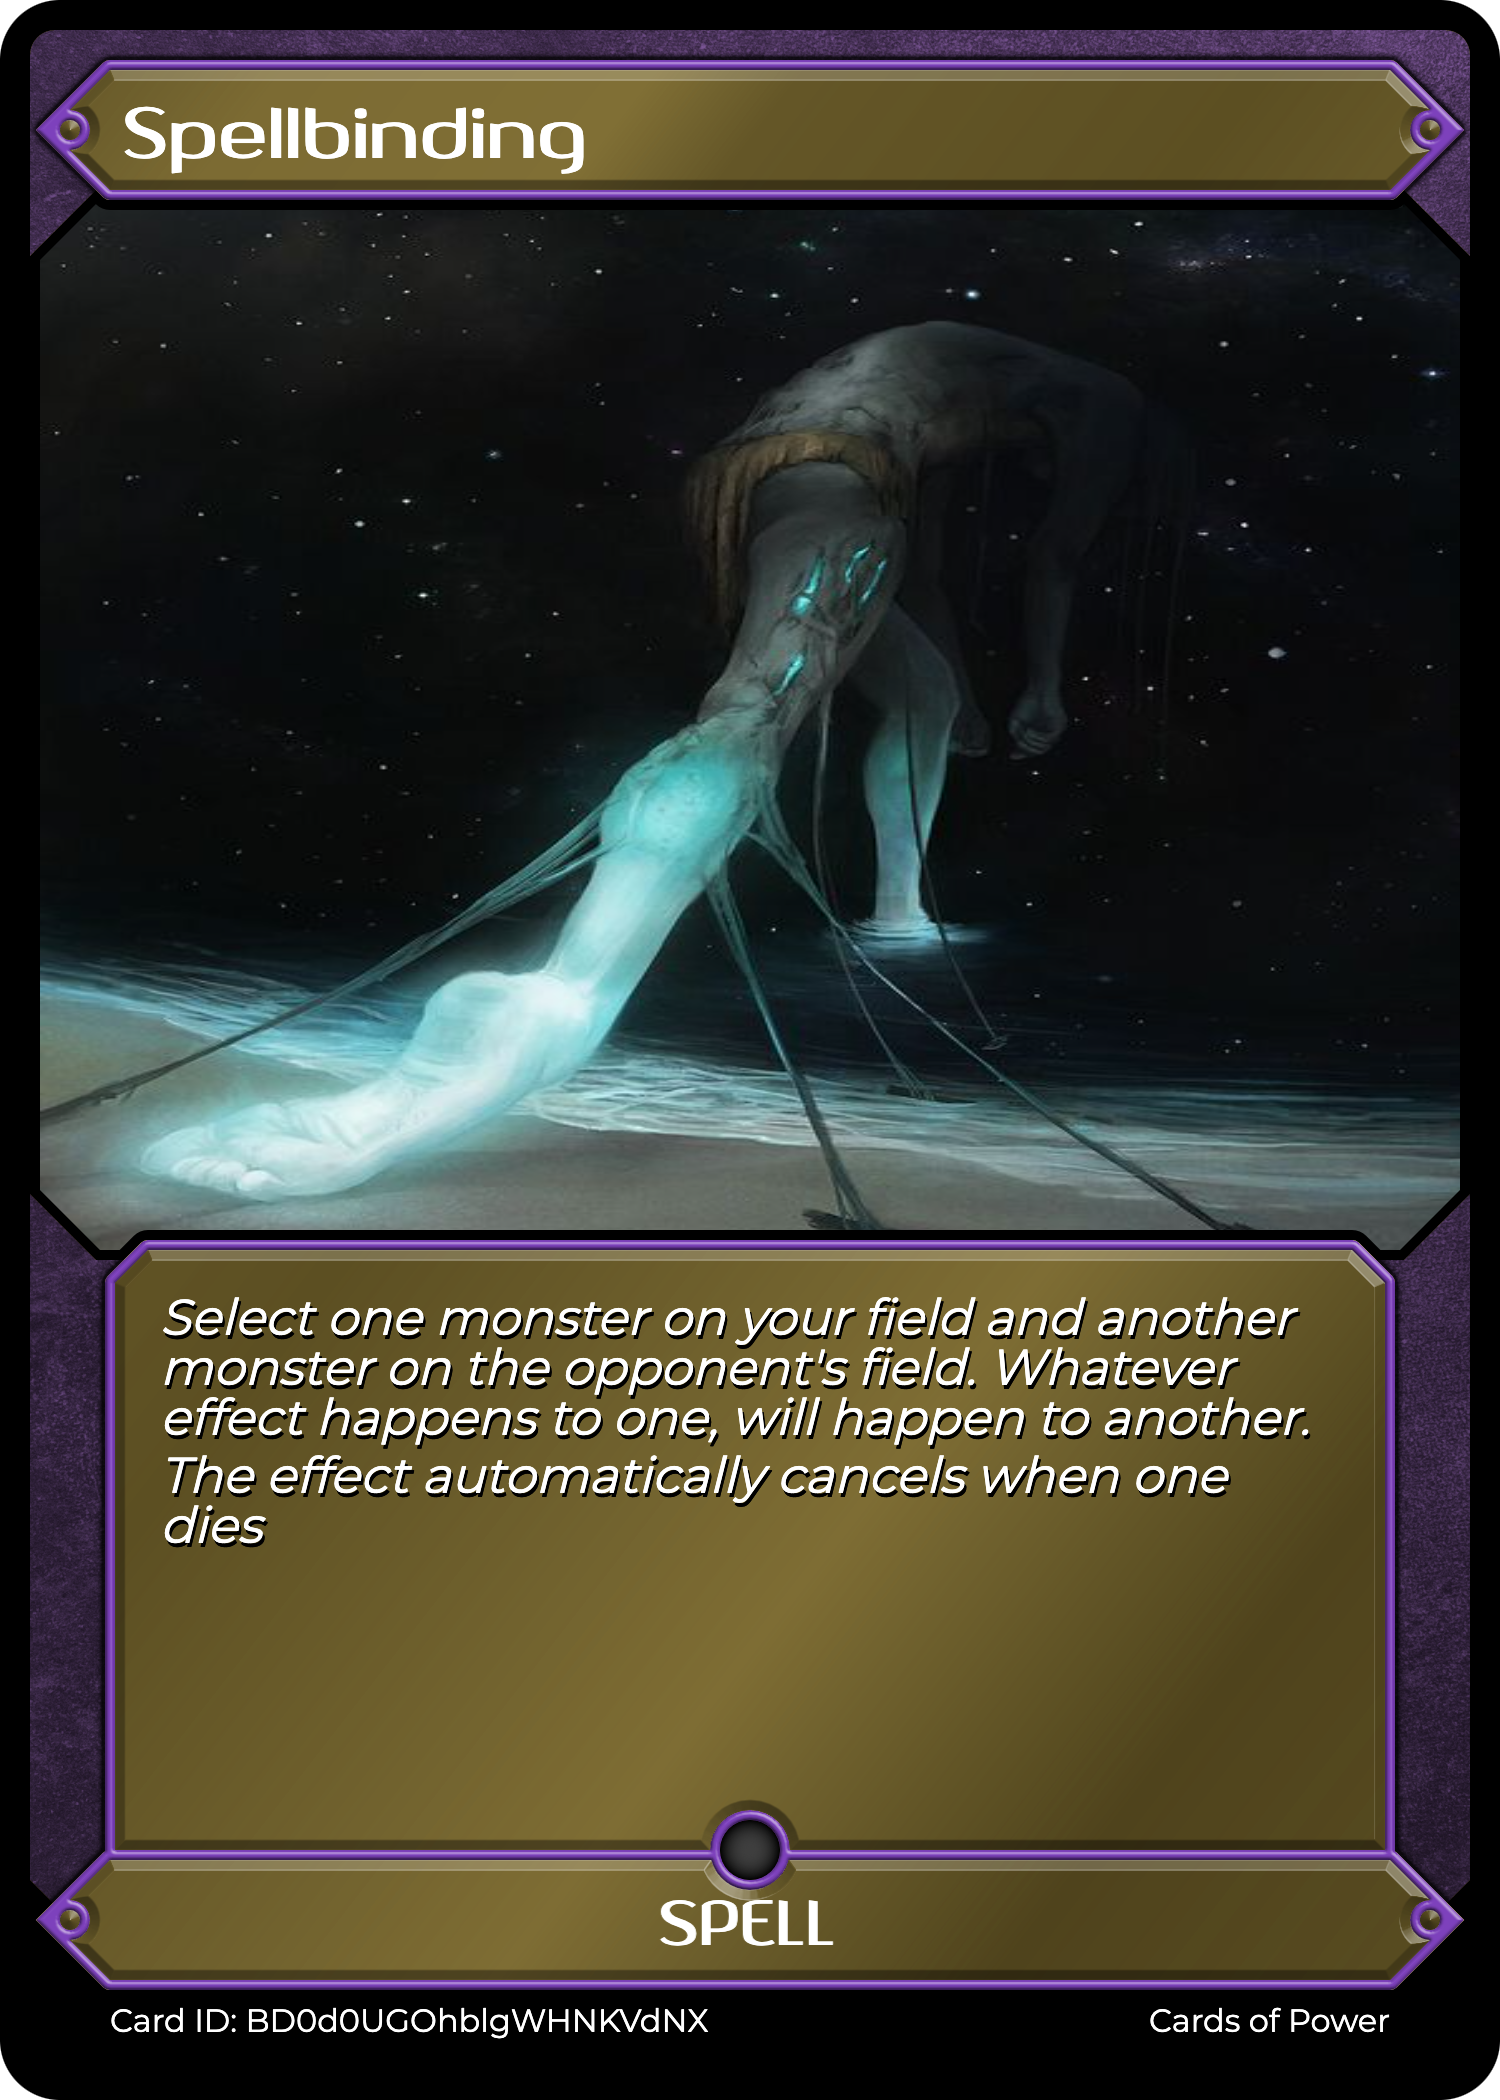 Spellbinding
Select one monster on your field and another
monster on the opponent's field. Whatever
effect happens to one, will happen to another.
The effect automatically cancels when one
dies
SPELL
Card ID: BD0d0UGOhblgWHNKVdNX
Cards of Power